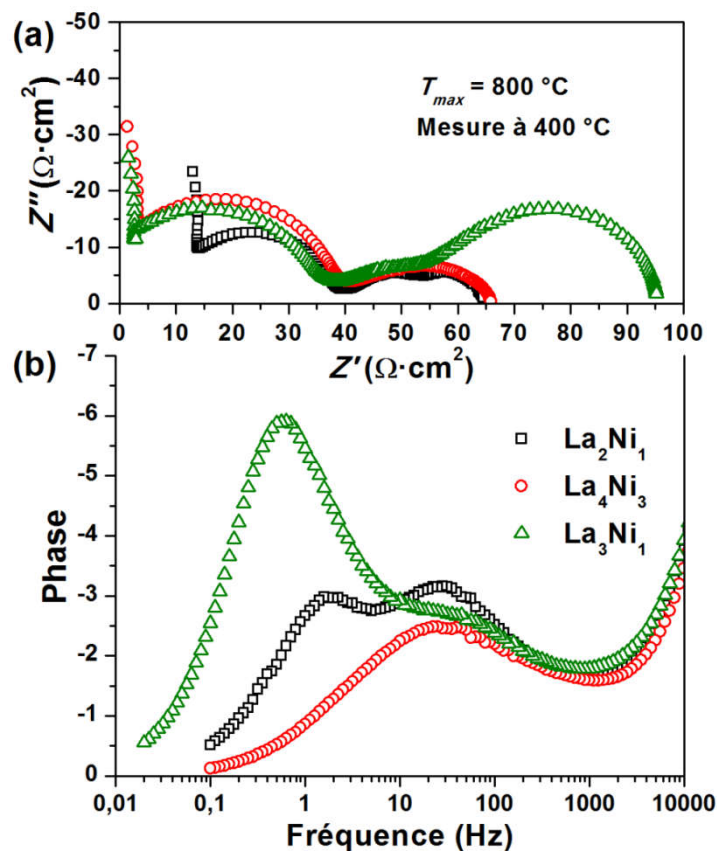 (a)
-50
-40
-30
-20
-10
0
Z''(Ω·cm²)
T_max = 800 °C
Mesure à 400 °C
0 10 20 30 40 50 60 70 80 90 100
Z'(Ω·cm²)
(b)
-7
-6
-5
-4
-3
-2
-1
0
Phase
La₂Ni₁
La₄Ni₃
La₃Ni₁
0,01 0,1 1 10 100 1000 10000
Fréquence (Hz)